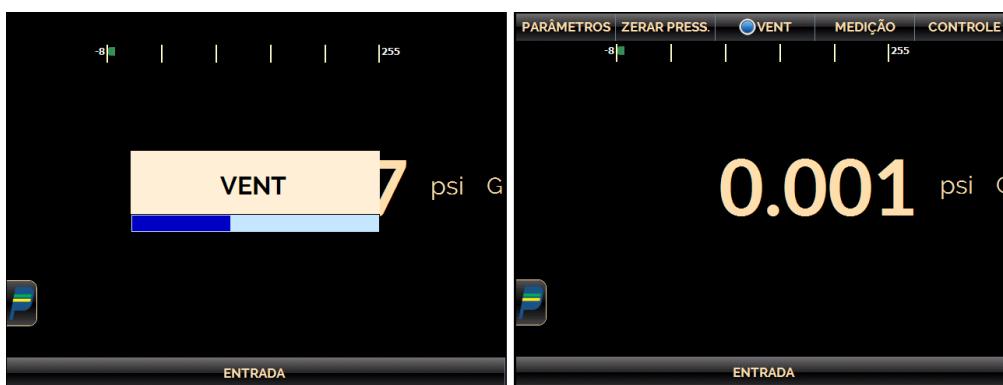 -8 255
VENT 7 psi G
ENTRADA
PARÂMETROS ZERAR PRESS. VENT MEDIÇÃO CONTROLE
-8 255
0.001 psi
ENTRADA